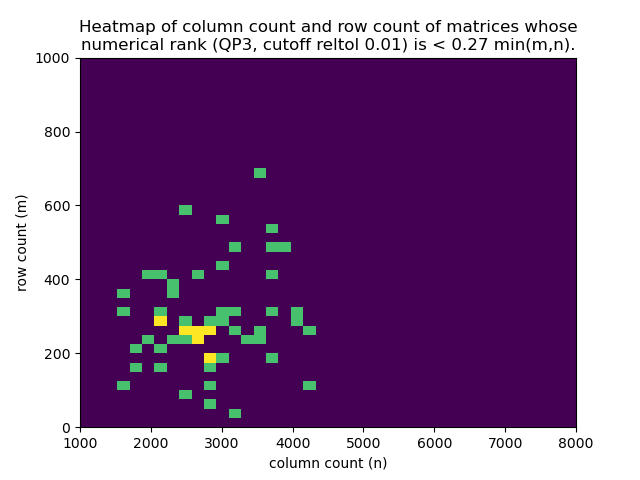 Heatmap of column count and row count of matrices whose
numerical rank (QP3, cutoff reltol 0.01) is < 0.27 min(m,n).
1000
800
600
400
200
0
row count (m)
1000 2000 3000 4000 5000 6000 7000 8000
column count (n)